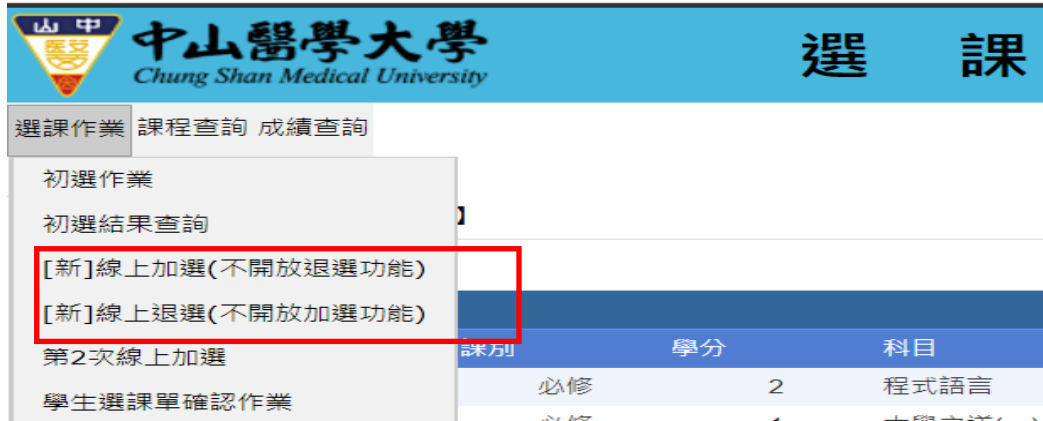 山中
醫
中山醫學大學
Chung Shan Medical University
選 課
選課作業 課程查詢 成績查詢
初選作業
初選結果查詢
】
[新]線上加選(不開放退選功能)
[新]線上退選(不開放加選功能)
第2次線上加選
課別 學分 科目
學生選課單確認作業
必修 2 程式語言